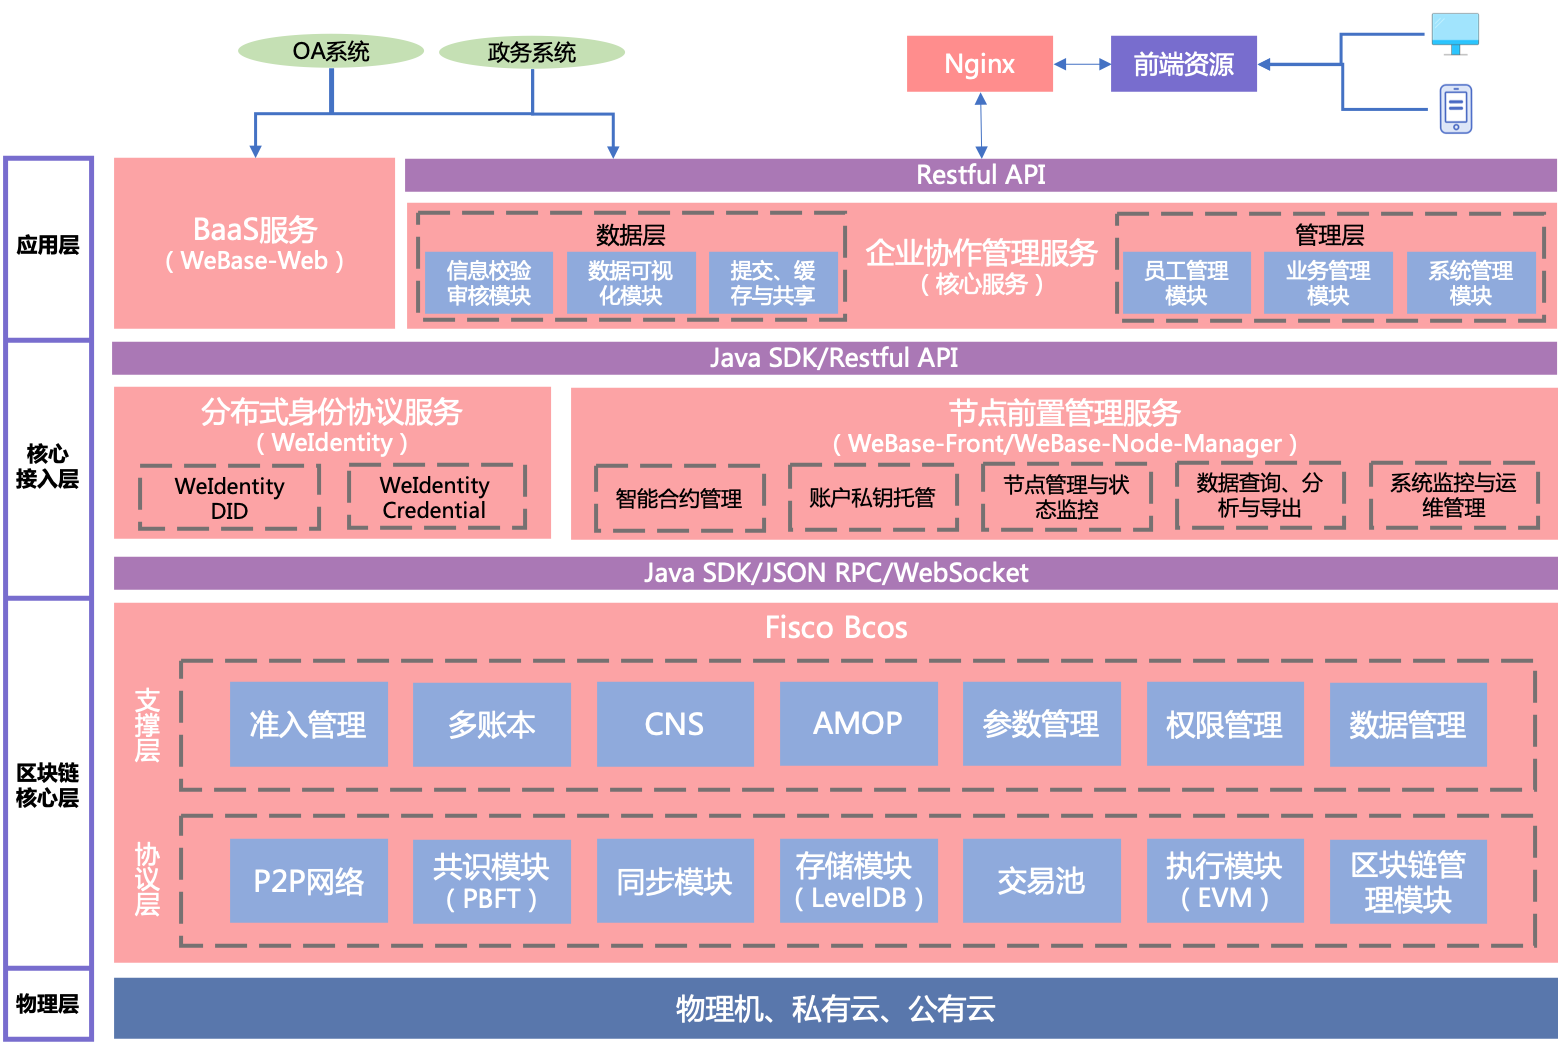 OA系统
政务系统
Nginx
前端资源
应用层
BaaS服务
（WeBase-Web）
Restful API
数据层
信息校验
审核模块
数据可视
化模块
提交、缓
存与共享
企业协作管理服务
（核心服务）
管理层
员工管理
模块
业务管理
模块
系统管理
模块
核心
接入层
Java SDK/Restful API
分布式身份协议服务
（WeIdentity）
WeIdentity
DID
WeIdentity
Credential
节点前置管理服务
（WeBase-Front/WeBase-Node-Manager）
智能合约管理
账户私钥托管
节点管理与状
态监控
数据查询、分
析与导出
系统监控与运
维管理
Java SDK/JSON RPC/WebSocket
区块链
核心层
Fisco Bcos
支撑层
准入管理
多账本
CNS
AMOP
参数管理
权限管理
数据管理
协议层
P2P网络
共识模块
（PBFT）
同步模块
存储模块
（LevelDB）
交易池
执行模块
（EVM）
区块链管
理模块
物理层
物理机、私有云、公有云